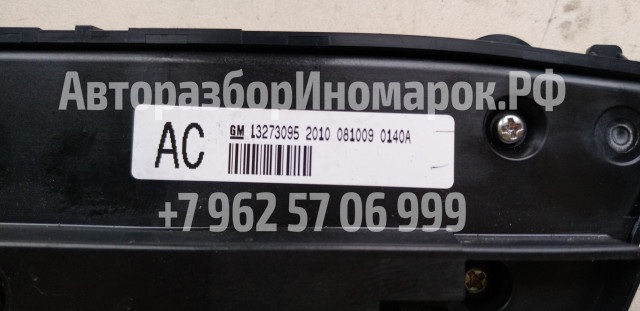 АвторазборИномарок.РФ
AC GM 13273095 2010 081009 0140A
+7 962 57 06 999